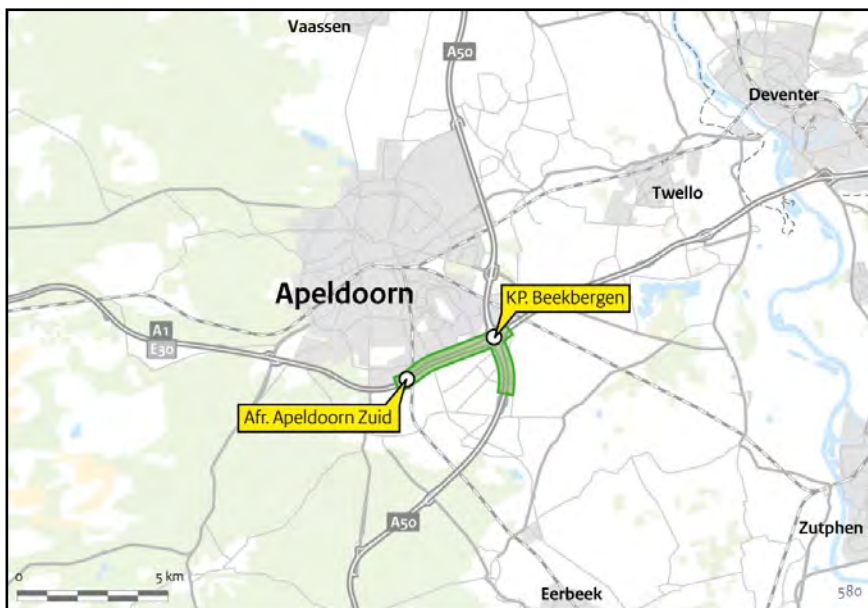 Vaassen
A50
Deventer
Twello
Apeldoorn
KP. Beekbergen
A1
E30
Afr. Apeldoorn Zuid
A50
Zutphen
0
5 km
Eerbeek
580